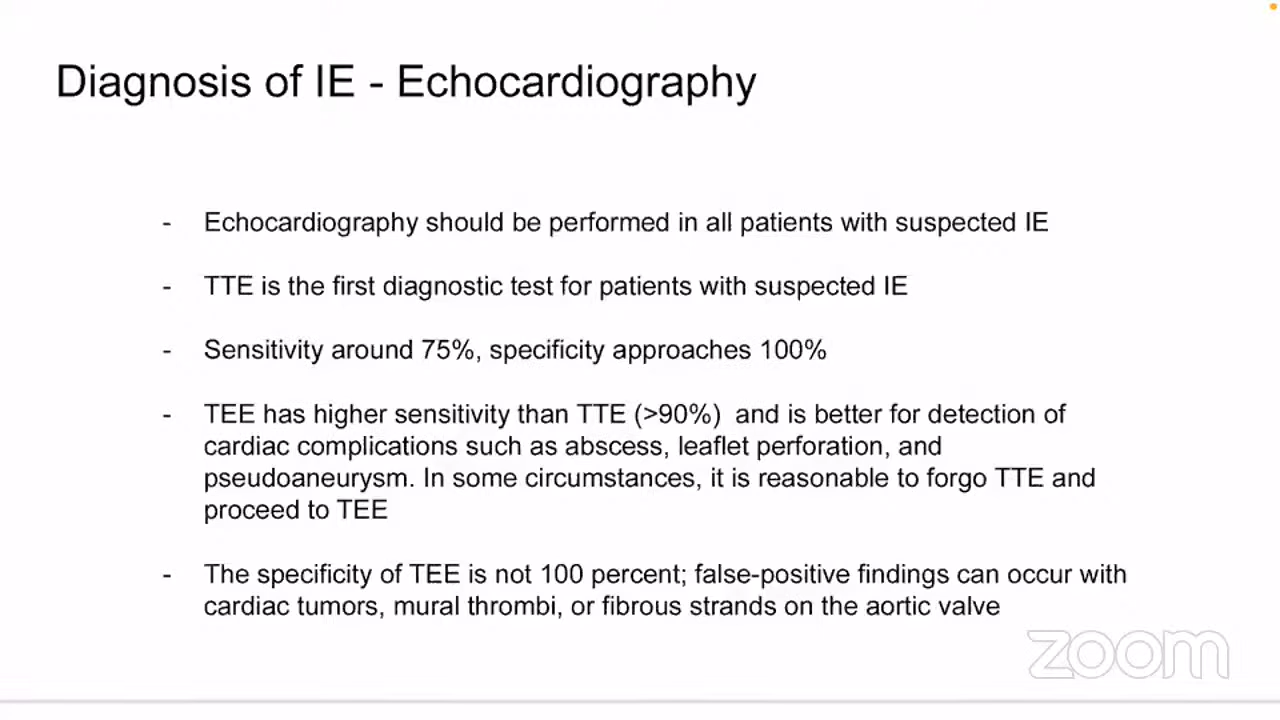 Diagnosis of IE - Echocardiography
- Echocardiography should be performed in all patients with suspected IE
- TTE is the first diagnostic test for patients with suspected IE
- Sensitivity around 75%, specificity approaches 100%
- TEE has higher sensitivity than TTE (>90%)  and is better for detection of
cardiac complications such as abscess, leaflet perforation, and
pseudoaneurysm. In some circumstances, it is reasonable to forgo TTE and
proceed to TEE
- The specificity of TEE is not 100 percent; false-positive findings can occur with
cardiac tumors, mural thrombi, or fibrous strands on the aortic valve
zoom